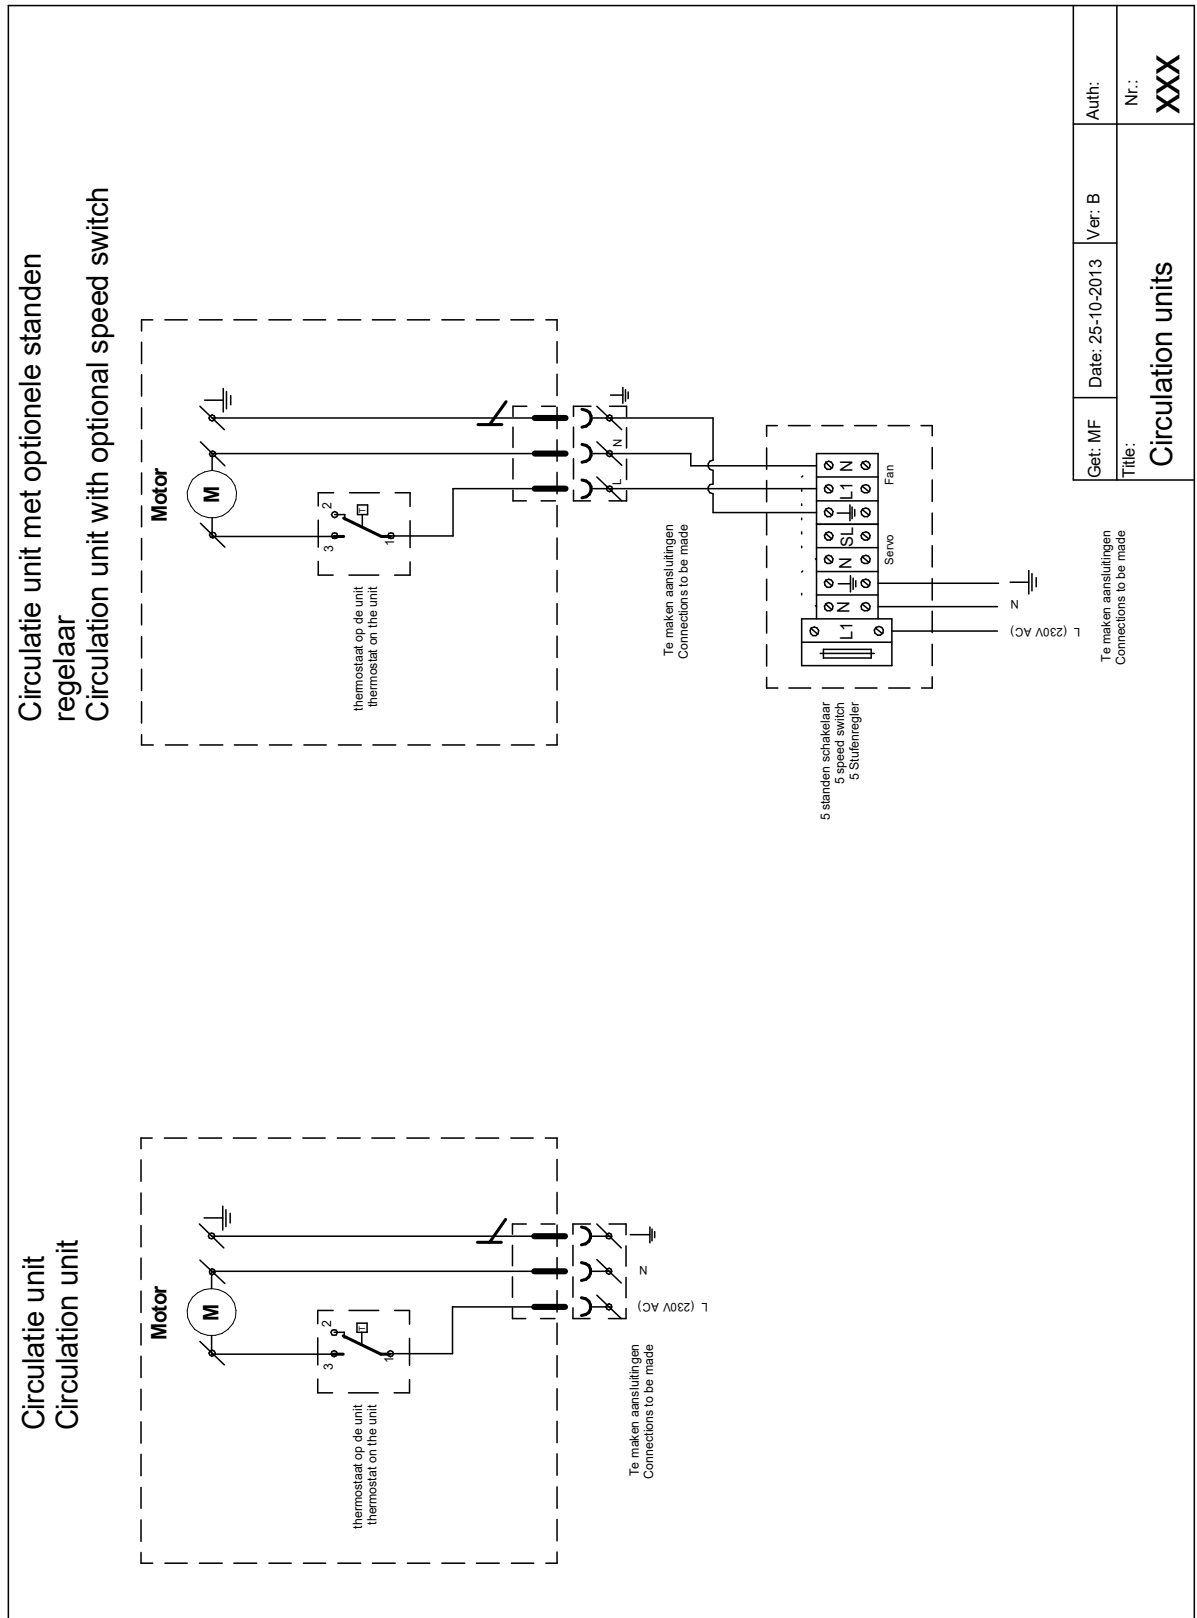 Circulatie unit
Circulation unit
Motor
M
2
3
T
1
thermostaat op de unit
thermostat on the unit
L (230V AC)
N
Te maken aansluitingen
Connections to be made
Circulatie unit met optionele standen
regelaar
Circulation unit with optional speed switch
Motor
M
2
3
T
1
thermostaat op de unit
thermostat on the unit
L
N
Te maken aansluitingen
Connections to be made
5 standen schakelaar
5 speed switch
5 Stufenregler
L1
N
N
SL
L1
N
Servo
Fan
L (230V AC)
N
Te maken aansluitingen
Connections to be made
Get: MF
Date: 25-10-2013
Ver: B
Auth:
Title:
Circulation units
Nr.:
XXX